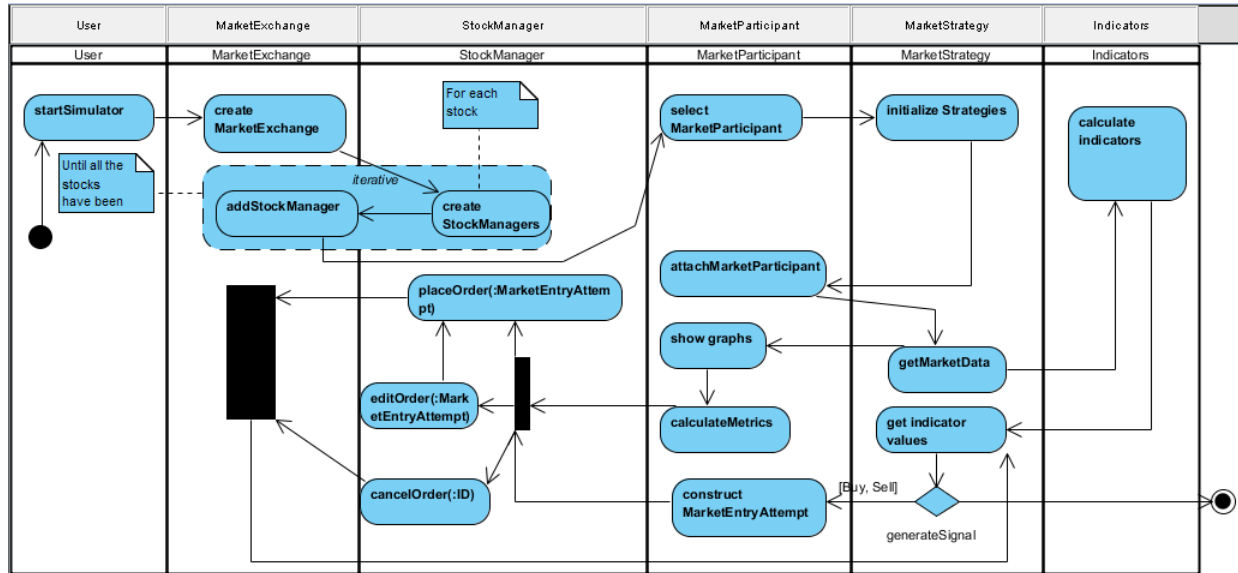 User
MarketExchange
StockManager
MarketParticipant
MarketStrategy
Indicators
User
MarketExchange
StockManager
MarketParticipant
MarketStrategy
Indicators
startSimulator
create
MarketExchange
For each
stock
select
MarketParticipant
initialize Strategies
calculate
indicators
Until all the
stocks
have been
iterative
addStockManager
create
StockManagers
attachMarketParticipant
placeOrder(:MarketEntryAttem
pt)
show graphs
getMarketData
editOrder(:Mar
ketEntryAttempt)
calculateMetrics
get indicator
values
cancelOrder(:ID)
construct
MarketEntryAttempt
[Buy, Sell]
generateSignal